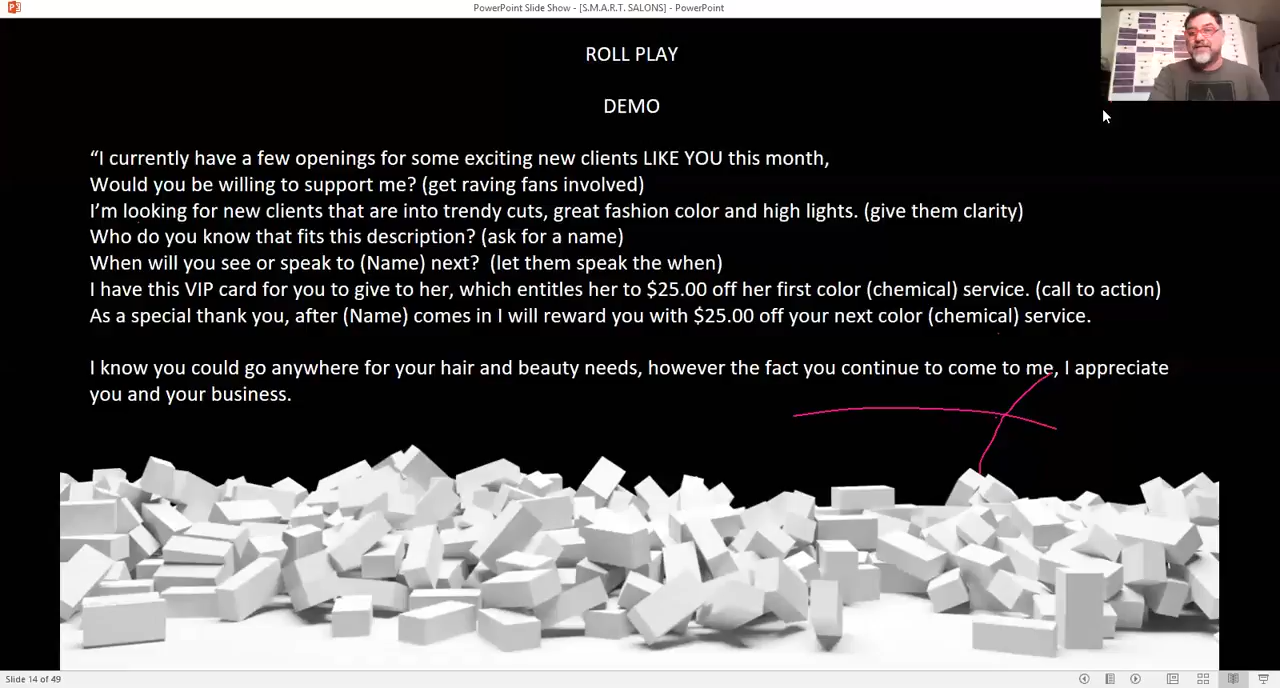 PowerPoint Slide Show - [S.M.A.R.T. SALONS] - PowerPoint
ROLL PLAY
DEMO
“I currently have a few openings for some exciting new clients LIKE YOU this month,
Would you be willing to support me? (get raving fans involved)
I’m looking for new clients that are into trendy cuts, great fashion color and high lights. (give them clarity)
Who do you know that fits this description? (ask for a name)
When will you see or speak to (Name) next?  (let them speak the when)
I have this VIP card for you to give to her, which entitles her to $25.00 off her first color (chemical) service. (call to action)
As a special thank you, after (Name) comes in I will reward you with $25.00 off your next color (chemical) service.
I know you could go anywhere for your hair and beauty needs, however the fact you continue to come to me, I appreciate
you and your business.
Slide 14 of 49